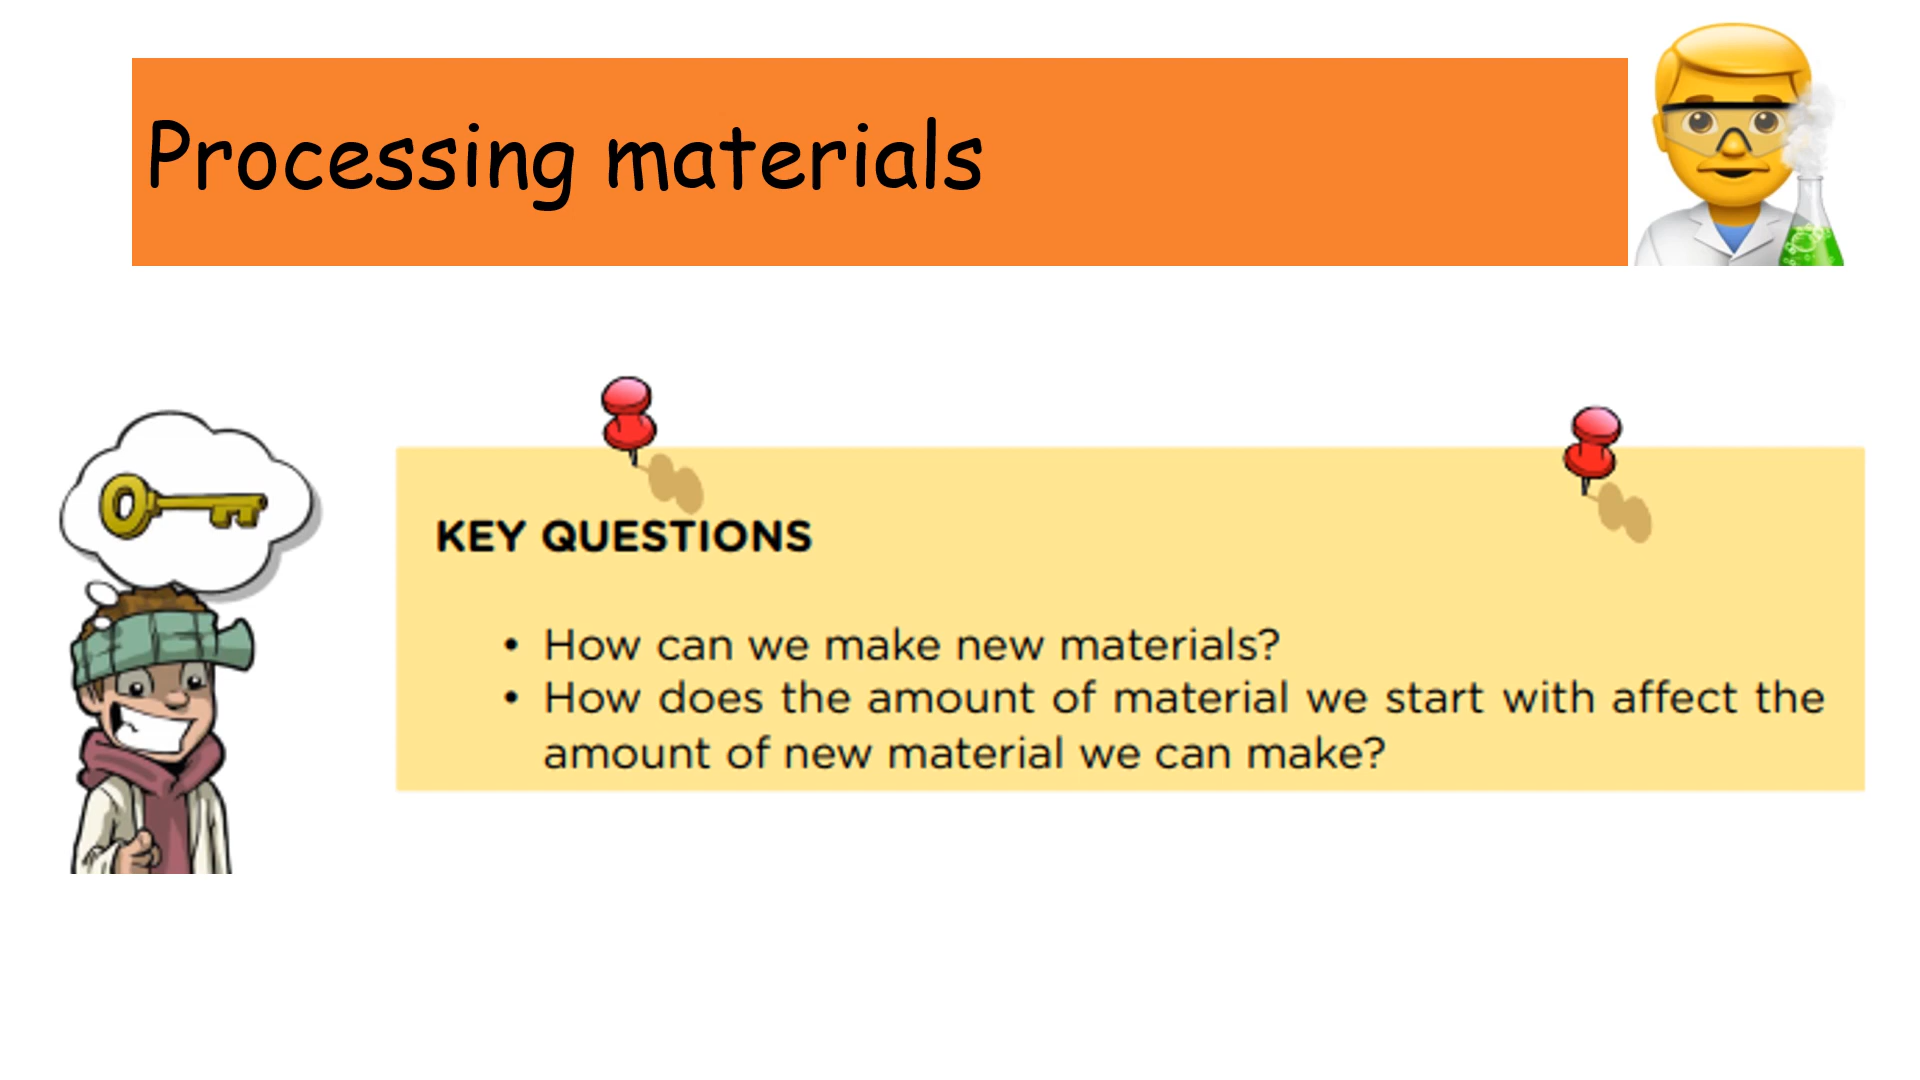 Processing materials
KEY QUESTIONS
• How can we make new materials?
• How does the amount of material we start with affect the
amount of new material we can make?